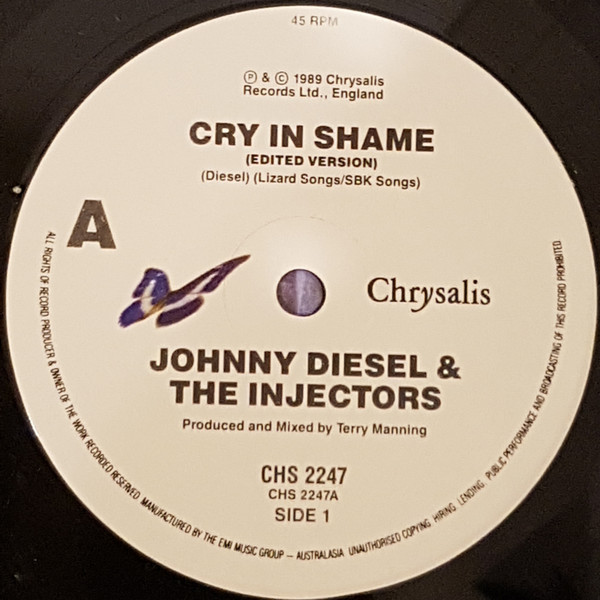 45 RPM
Ⓟ & © 1989 Chrysalis
Records Ltd., England
CRY IN SHAME
(EDITED VERSION)
(Diesel) (Lizard Songs/SBK Songs)
A
Chrysalis
JOHNNY DIESEL &
THE INJECTORS
Produced and Mixed by Terry Manning
CHS 2247
CHS 2247A
SIDE 1
ALL RIGHTS OF RECORD PRODUCER & OWNER OF THE WORK RECORDED RESERVED. MANUFACTURED BY THE EMI MUSIC GROUP – AUSTRALASIA UNAUTHORISED COPYING, HIRING, LENDING, PUBLIC PERFORMANCE AND BROADCASTING OF THIS RECORD PROHIBITED